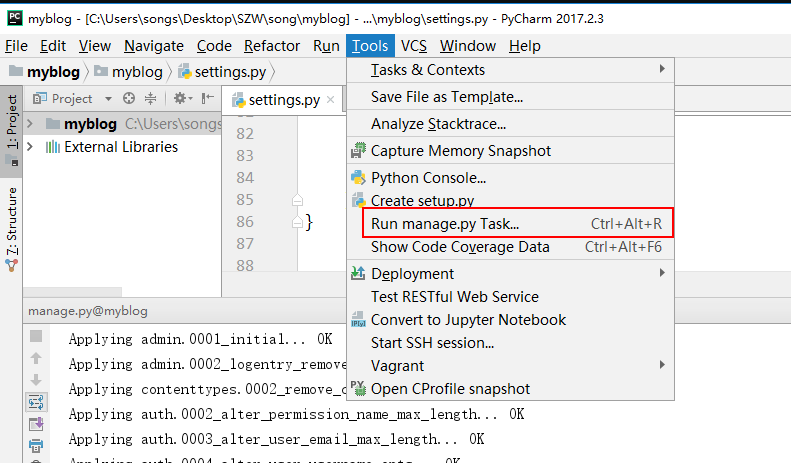 PC myblog - [C:\Users\songs\Desktop\SZW\song\myblog] - ...\myblog\settings.py - PyCharm 2017.2.3
File Edit View Navigate Code Refactor Run Tools VCS Window Help
myblog myblog settings.py
Project
settings.py
myblog C:\Users\songs
External Libraries
1: Project
7: Structure
82
83
84
85
86 }
87
88
Tasks & Contexts
Save File as Template...
Analyze Stacktrace...
Capture Memory Snapshot
Python Console...
Create setup.py
Run manage.py Task... Ctrl+Alt+R
Show Code Coverage Data Ctrl+Alt+F6
Deployment
Test RESTful Web Service
Convert to Jupyter Notebook
Start SSH session...
Vagrant
Open CProfile snapshot
manage.py@myblog
Applying admin.0001_initial... OK
Applying admin.0002_logentry_remove
Applying contenttypes.0002_remove_c
Applying auth.0002_alter_permission_name_max_length... OK
Applying auth.0003_alter_user_email_max_length... OK